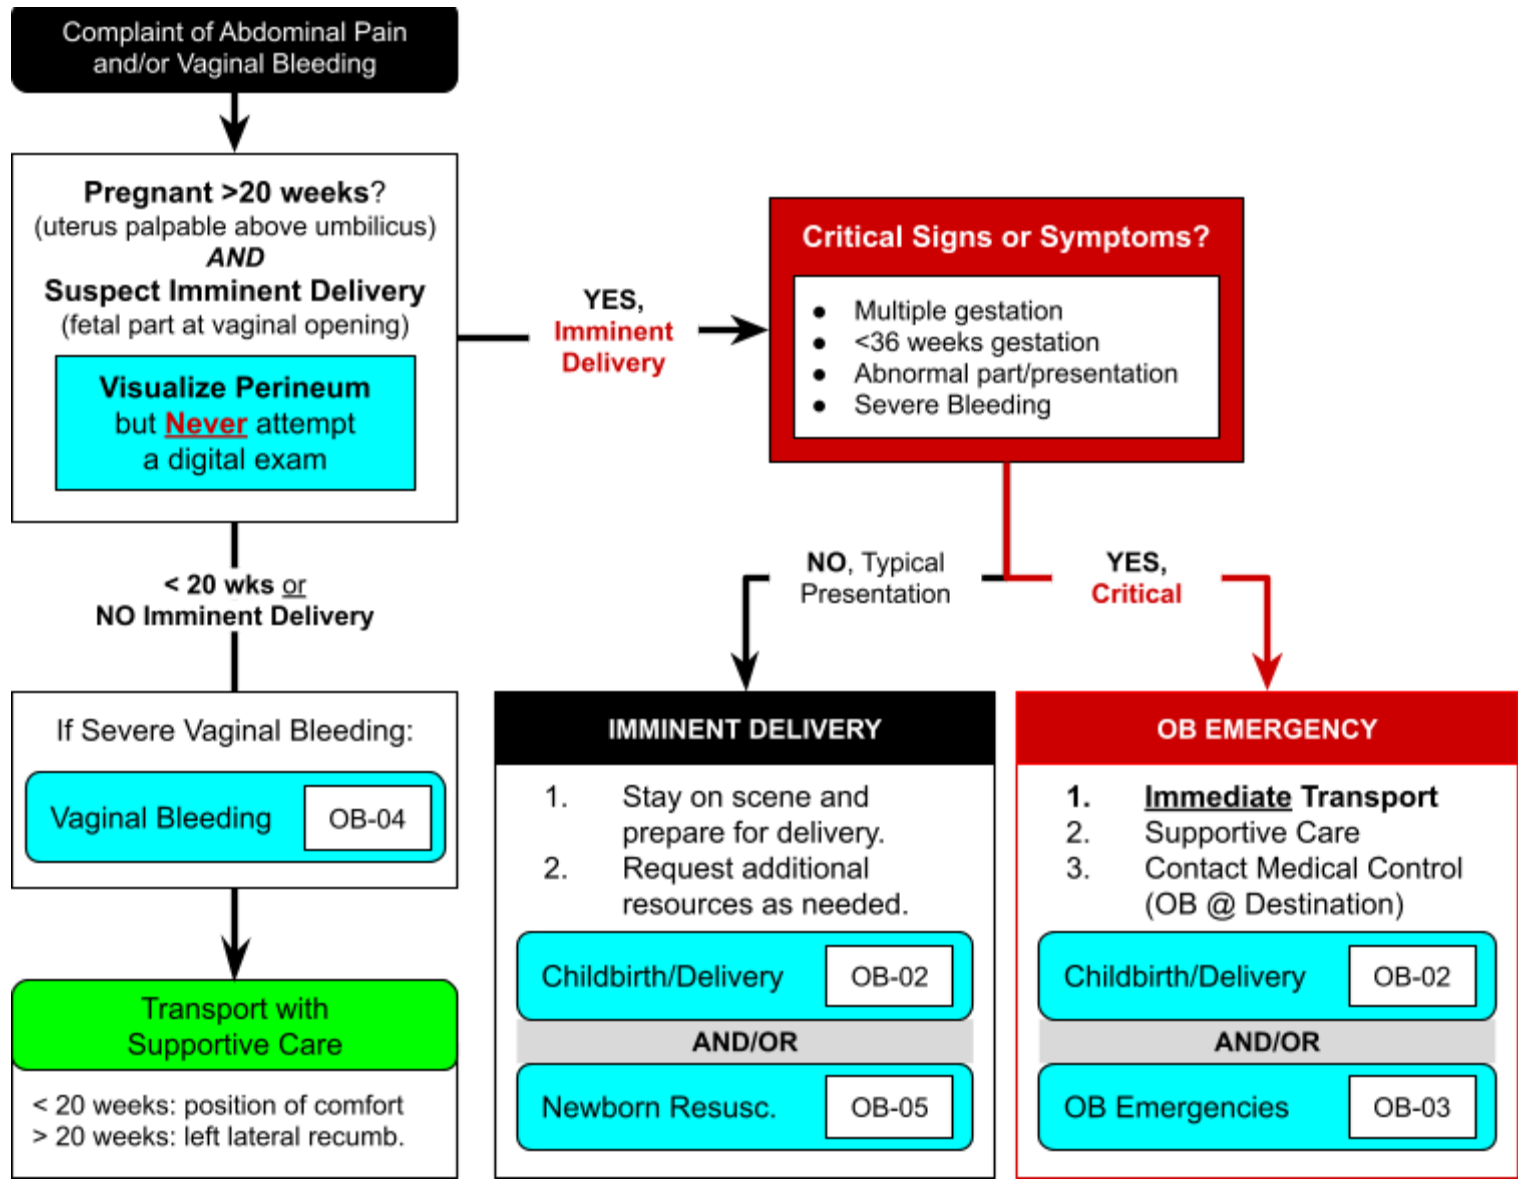 Complaint of Abdominal Pain
and/or Vaginal Bleeding
Pregnant >20 weeks?
(uterus palpable above umbilicus)
AND
Suspect Imminent Delivery
(fetal part at vaginal opening)
Visualize Perineum
but Never attempt
a digital exam
YES,
Imminent
Delivery
Critical Signs or Symptoms?
● Multiple gestation
● <36 weeks gestation
● Abnormal part/presentation
● Severe Bleeding
< 20 wks or
NO Imminent Delivery
NO, Typical
Presentation
YES,
Critical
If Severe Vaginal Bleeding:
Vaginal Bleeding OB-04
Transport with
Supportive Care
< 20 weeks: position of comfort
> 20 weeks: left lateral recumb.
IMMINENT DELIVERY
1. Stay on scene and
prepare for delivery.
2. Request additional
resources as needed.
Childbirth/Delivery OB-02
AND/OR
Newborn Resusc. OB-05
OB EMERGENCY
1. Immediate Transport
2. Supportive Care
3. Contact Medical Control
(OB @ Destination)
Childbirth/Delivery OB-02
AND/OR
OB Emergencies OB-03